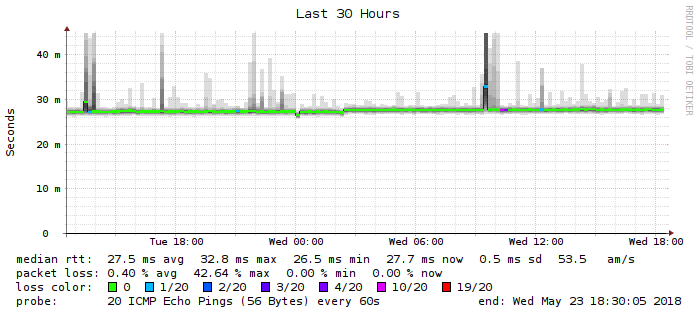 Last 30 Hours
RRDTOOL / TOBI OETIKER
Seconds
40 m
30 m
20 m
10 m
0
Tue 18:00 Wed 00:00 Wed 06:00 Wed 12:00 Wed 18:00
median rtt: 27.5 ms avg 32.8 ms max 26.5 ms min 27.7 ms now 0.5 ms sd 53.5 am/s
packet loss: 0.40 % avg 42.64 % max 0.00 % min 0.00 % now
loss color: 0 1/20 2/20 3/20 4/20 10/20 19/20
probe: 20 ICMP Echo Pings (56 Bytes) every 60s end: Wed May 23 18:30:05 2018